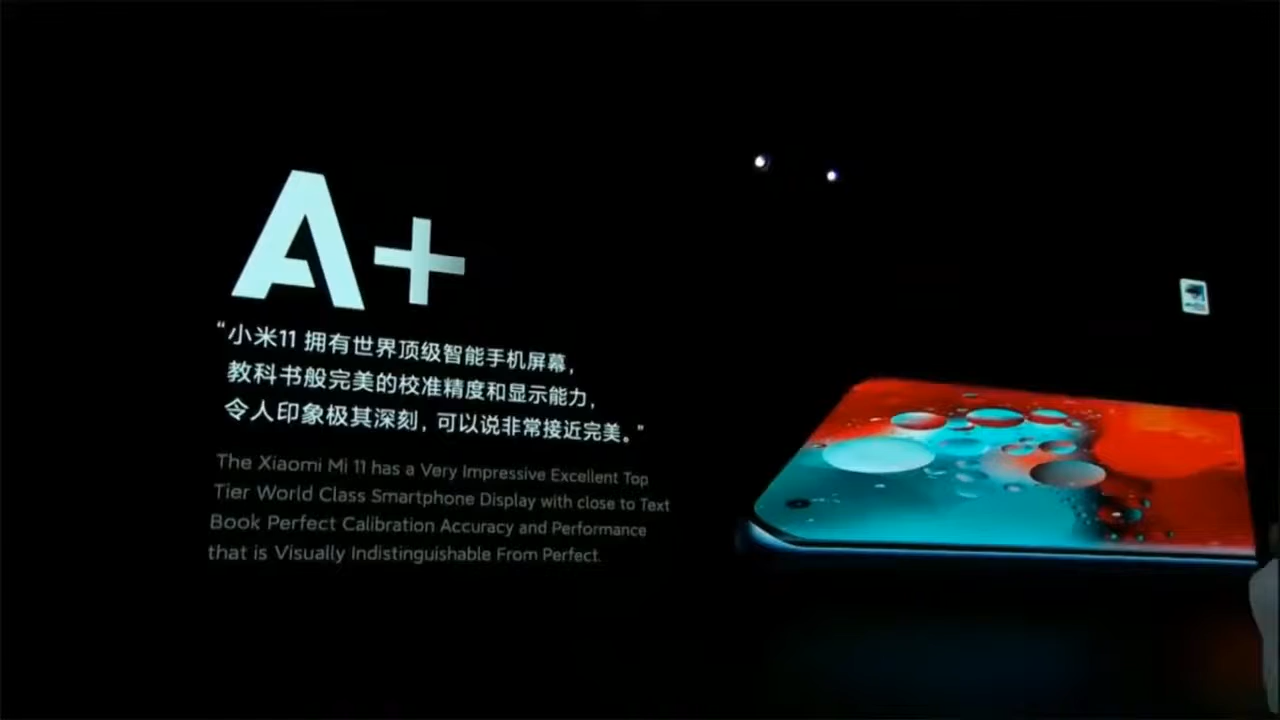 A+
“小米11 拥有世界顶级智能手机屏幕，
教科书般完美的校准精度和显示能力，
令人印象极其深刻，可以说非常接近完美。”
The Xiaomi Mi 11 has a Very Impressive Excellent Top
Tier World Class Smartphone Display with close to Text
Book Perfect Calibration Accuracy and Performance
that is Visually Indistinguishable From Perfect.